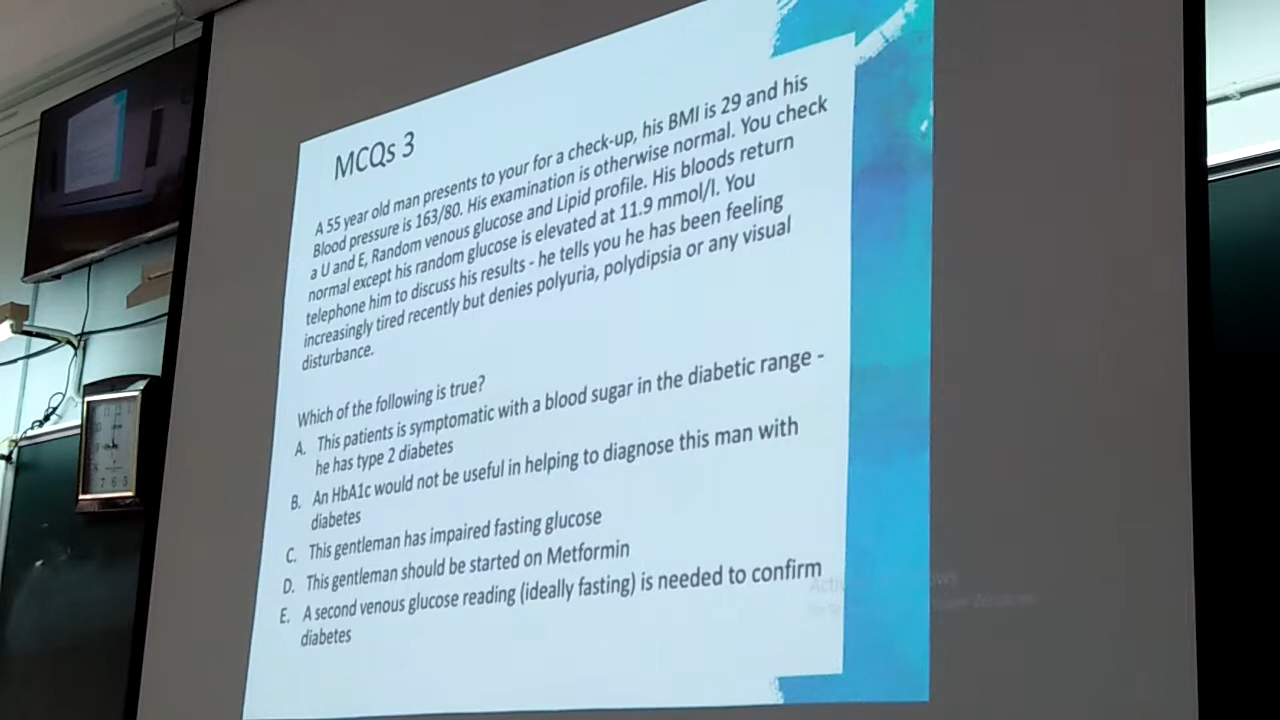 MCQs 3
A 55 year old man presents to your for a check-up, his BMI is 29 and his
Blood pressure is 163/80. His examination is otherwise normal. You check
a U and E, Random venous glucose and Lipid profile. His bloods return
normal except his random glucose is elevated at 11.9 mmol/l. You
telephone him to discuss his results - he tells you he has been feeling
increasingly tired recently but denies polyuria, polydipsia or any visual
disturbance.
Which of the following is true?
A. This patients is symptomatic with a blood sugar in the diabetic range -
he has type 2 diabetes
B. An HbA1c would not be useful in helping to diagnose this man with
diabetes
C. This gentleman has impaired fasting glucose
D. This gentleman should be started on Metformin
E. A second venous glucose reading (ideally fasting) is needed to confirm
diabetes